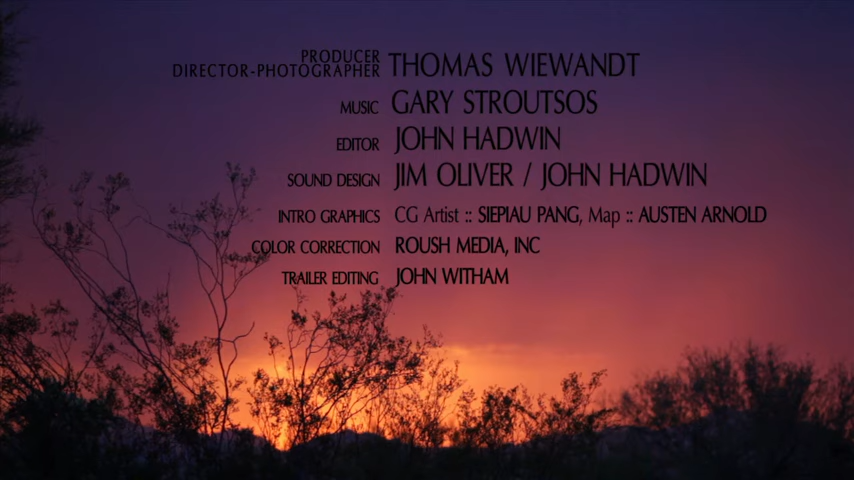 PRODUCER
DIRECTOR-PHOTOGRAPHER THOMAS WIEWANDT
MUSIC GARY STROUTSOS
EDITOR JOHN HADWIN
SOUND DESIGN JIM OLIVER / JOHN HADWIN
INTRO GRAPHICS CG Artist :: SIEPIAU PANG, Map :: AUSTEN ARNOLD
COLOR CORRECTION ROUSH MEDIA, INC
TRAILER EDITING JOHN WITHAM